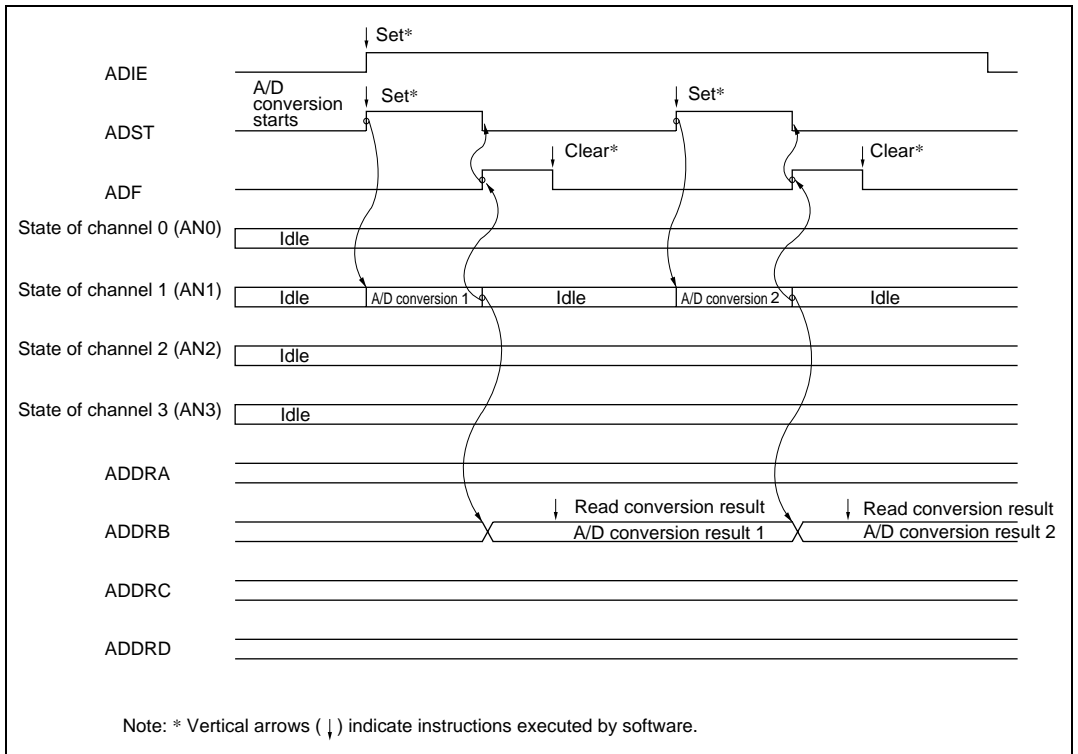 ↓ Set*
ADIE
A/D
conversion
starts
↓ Set*
↓ Set*
ADST
↓ Clear*
↓ Clear*
ADF
State of channel 0 (AN0)
Idle
State of channel 1 (AN1)
Idle
A/D conversion 1
Idle
A/D conversion 2
Idle
State of channel 2 (AN2)
Idle
State of channel 3 (AN3)
Idle
ADDRA
↓ Read conversion result
↓ Read conversion result
ADDRB
A/D conversion result 1
A/D conversion result 2
ADDRC
ADDRD
Note: * Vertical arrows (↓) indicate instructions executed by software.